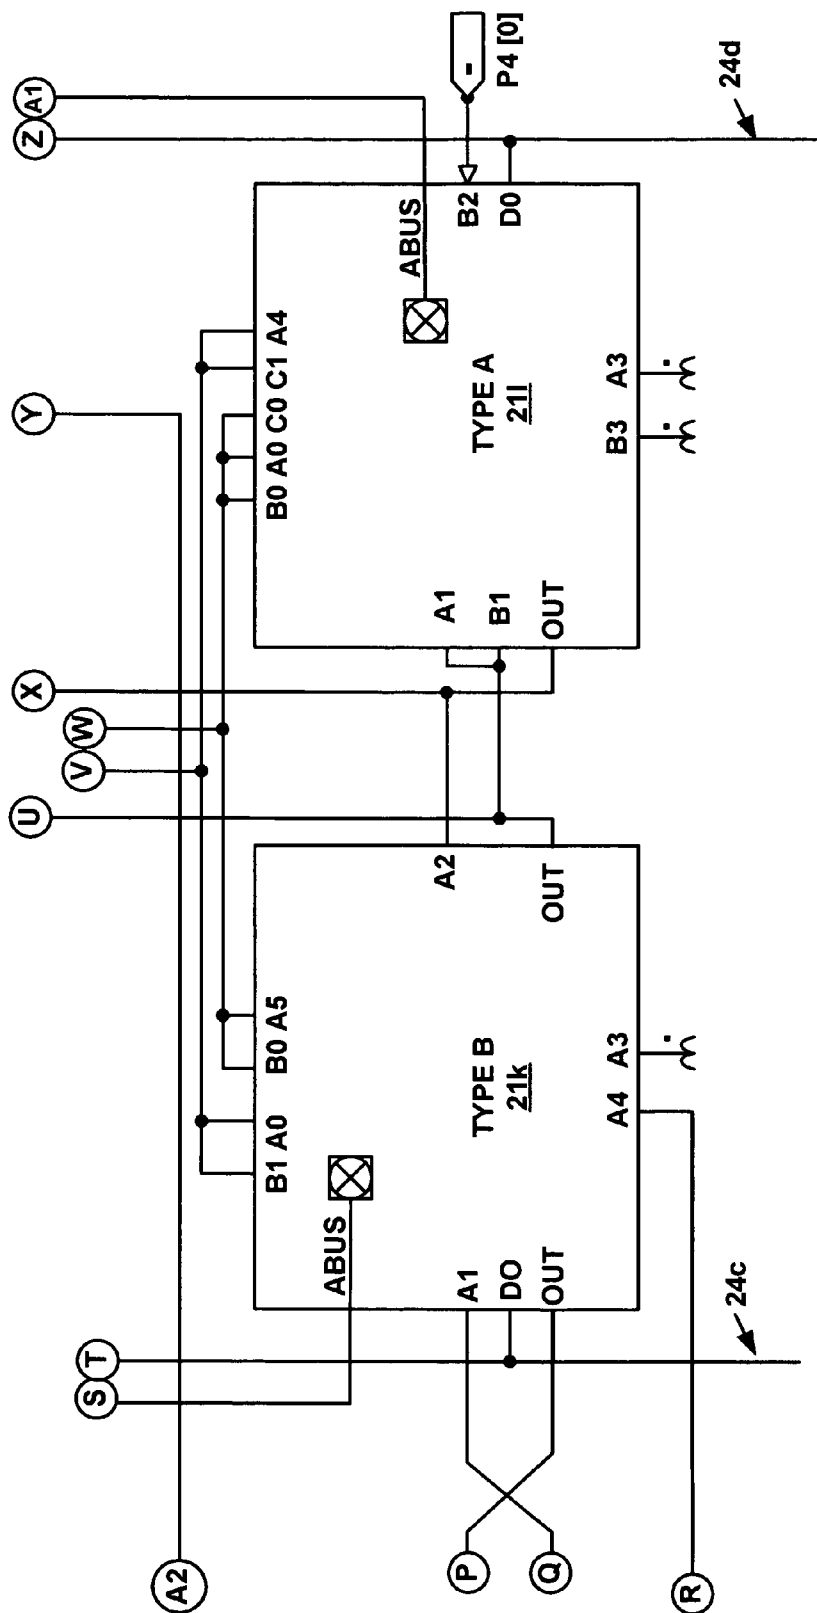 S T
U
V W
X
Y
Z A1
A2
B1 A0 B0 A5
B0 A0 C0 C1 A4
ABUS
ABUS
A1
DO
OUT
TYPE B
21k
A2
OUT
A1
B1
OUT
TYPE A
21l
B2
D0
P4 [0]
P
Q
R
A4 A3
B3 A3
24c
24d